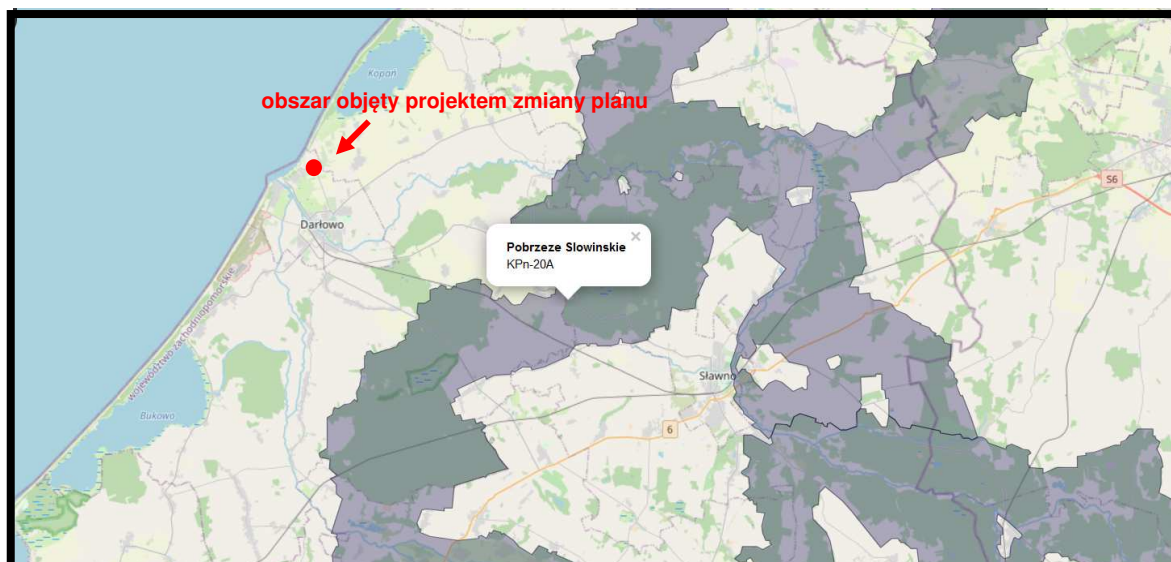 Kopań
obszar objęty projektem zmiany planu
S6
Darłowo
×
Pobrzeze Slowinskie
KPn-20A
województwo zachodniopomorskie
Sławno
Bukowo
6